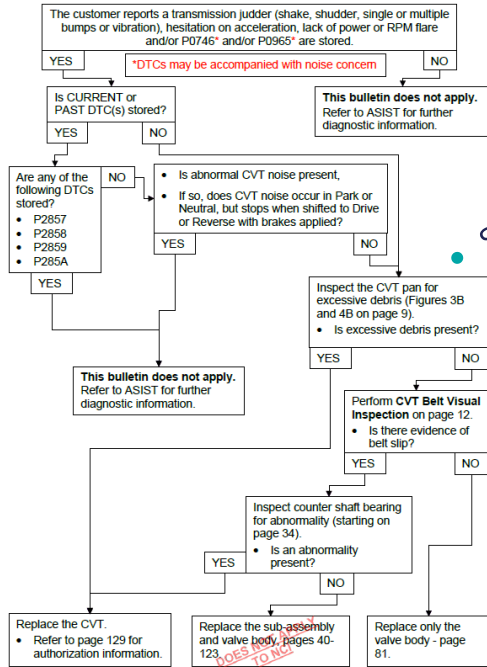 The customer reports a transmission judder (shake, shudder, single or multiple
bumps or vibration), hesitation on acceleration, lack of power or RPM flare
and/or P0746* and/or P0965* are stored.
YES
*DTCs may be accompanied with noise concern
NO
Is CURRENT or
PAST DTC(s) stored?
YES
NO
This bulletin does not apply.
Refer to ASIST for further
diagnostic information.
Are any of the
following DTCs
stored?
• P2857
• P2858
• P2859
• P285A
NO
YES
• Is abnormal CVT noise present,
• If so, does CVT noise occur in Park or
Neutral, but stops when shifted to Drive
or Reverse with brakes applied?
YES
NO
Inspect the CVT pan for
excessive debris (Figures 3B
and 4B on page 9).
• Is excessive debris present?
YES
NO
This bulletin does not apply.
Refer to ASIST for further
diagnostic information.
Perform CVT Belt Visual
Inspection on page 12.
• Is there evidence of
belt slip?
YES
NO
Inspect counter shaft bearing
for abnormality (starting on
page 34).
• Is an abnormality
present?
YES
NO
Replace the CVT.
• Refer to page 129 for
authorization information.
Replace the sub-assembly
and valve body, pages 40-
123.
DOES NOT APPLY
TO NCI
Replace only the
valve body - page
81.